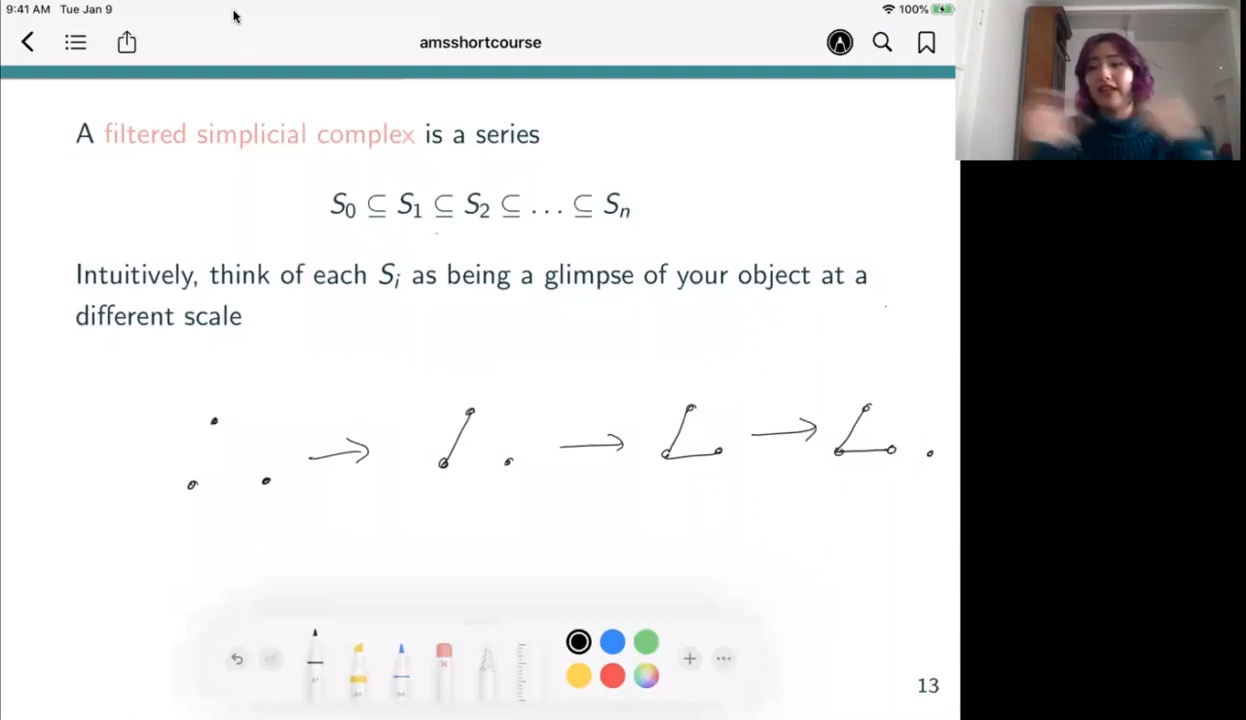 9:41 AM Tue Jan 9
100%
amsshortcourse
A filtered simplicial complex is a series
S₀ ⊆ S₁ ⊆ S₂ ⊆ ... ⊆ Sₙ
Intuitively, think of each Sᵢ as being a glimpse of your object at a
different scale
13